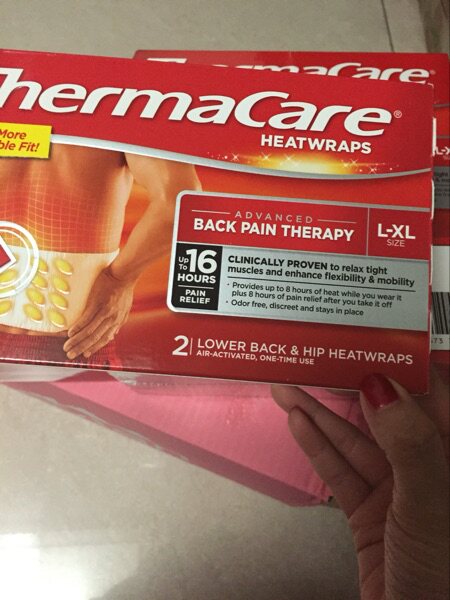 ThermaCare®
ThermaCare®
HEATWRAPS
More
ble Fit!
ADVANCED
BACK PAIN THERAPY
L-XL
SIZE
UP TO
16
HOURS
PAIN
RELIEF
CLINICALLY PROVEN to relax tight
muscles and enhance flexibility & mobility
• Provides up to 8 hours of heat while you wear it
plus 8 hours of pain relief after you take it off
• Odor free, discreet and stays in place
2 LOWER BACK & HIP HEATWRAPS
AIR-ACTIVATED, ONE-TIME USE